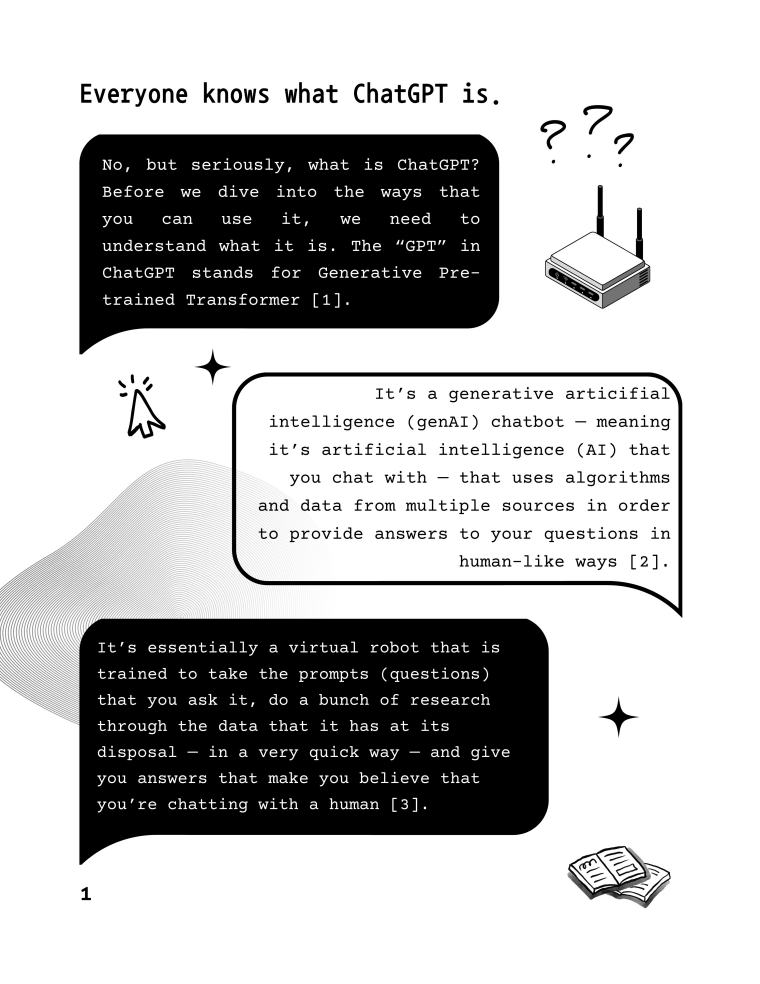 Everyone knows what ChatGPT is.
No, but seriously, what is ChatGPT?
Before we dive into the ways that
you can use it, we need to
understand what it is. The “GPT” in
ChatGPT stands for Generative Pre-
trained Transformer [1].
It’s a generative articifial
intelligence (genAI) chatbot — meaning
it’s artificial intelligence (AI) that
you chat with — that uses algorithms
and data from multiple sources in order
to provide answers to your questions in
human-like ways [2].
It’s essentially a virtual robot that is
trained to take the prompts (questions)
that you ask it, do a bunch of research
through the data that it has at its
disposal — in a very quick way — and give
you answers that make you believe that
you’re chatting with a human [3].
1